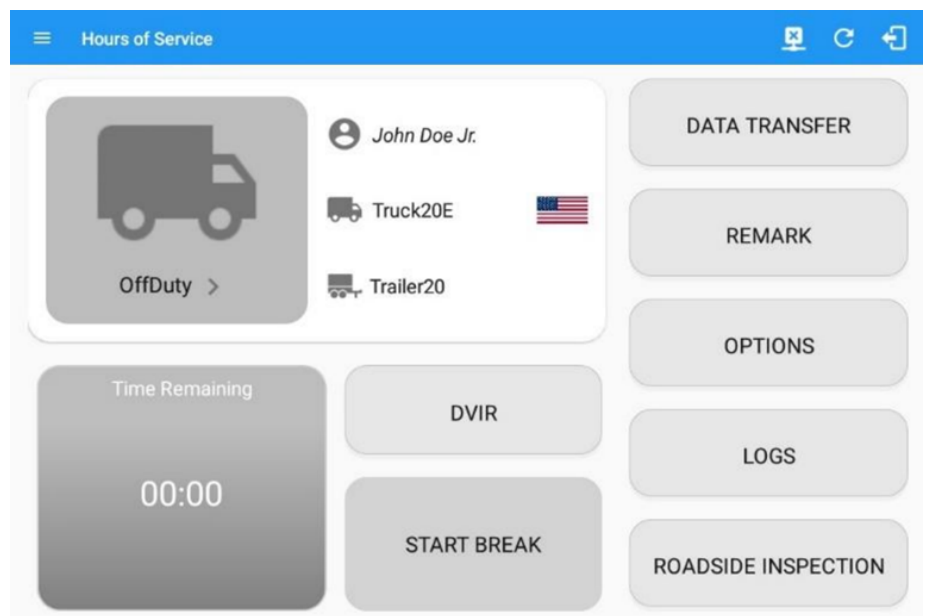 Hours of Service
OffDuty >
John Doe Jr.
Truck20E
Trailer20
Time Remaining
00:00
DVIR
START BREAK
DATA TRANSFER
REMARK
OPTIONS
LOGS
ROADSIDE INSPECTION